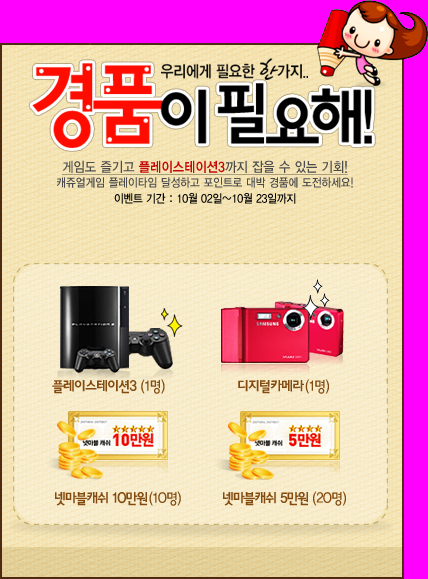 우리에게 필요한 한가지..
경품이 필요해!
게임도 즐기고 플레이스테이션3까지 잡을 수 있는 기회!
캐쥬얼게임 플레이타임 달성하고 포인트로 대박 경품에 도전하세요!
이벤트 기간 : 10월 02일~10월 23일까지
PLAYSTATION 3
SAMSUNG
플레이스테이션3 (1명)
디지털카메라(1명)
넷마블 캐쉬 10만원
넷마블 캐쉬 5만원
넷마블캐쉬 10만원(10명)
넷마블캐쉬 5만원 (20명)